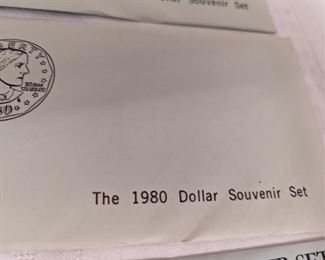 Souvenir Set
LIBERTY
The 1980 Dollar Souvenir Set